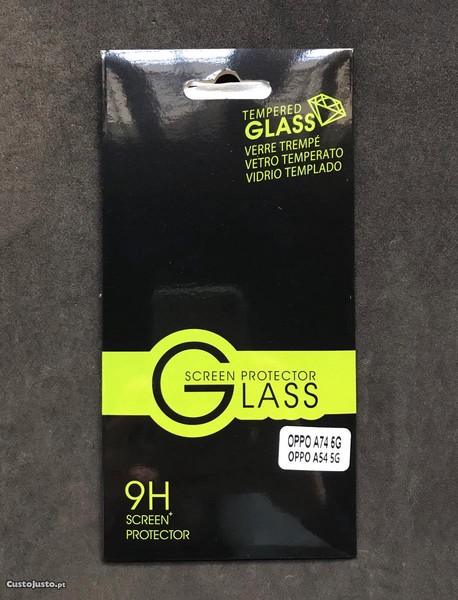 TEMPERED
GLASS
VERRE TREMPÉ
VETRO TEMPERATO
VIDRIO TEMPLADO
SCREEN PROTECTOR
GLASS
OPPO A74 5G
OPPO A54 5G
9H
SCREEN+
PROTECTOR
CustoJusto.pt